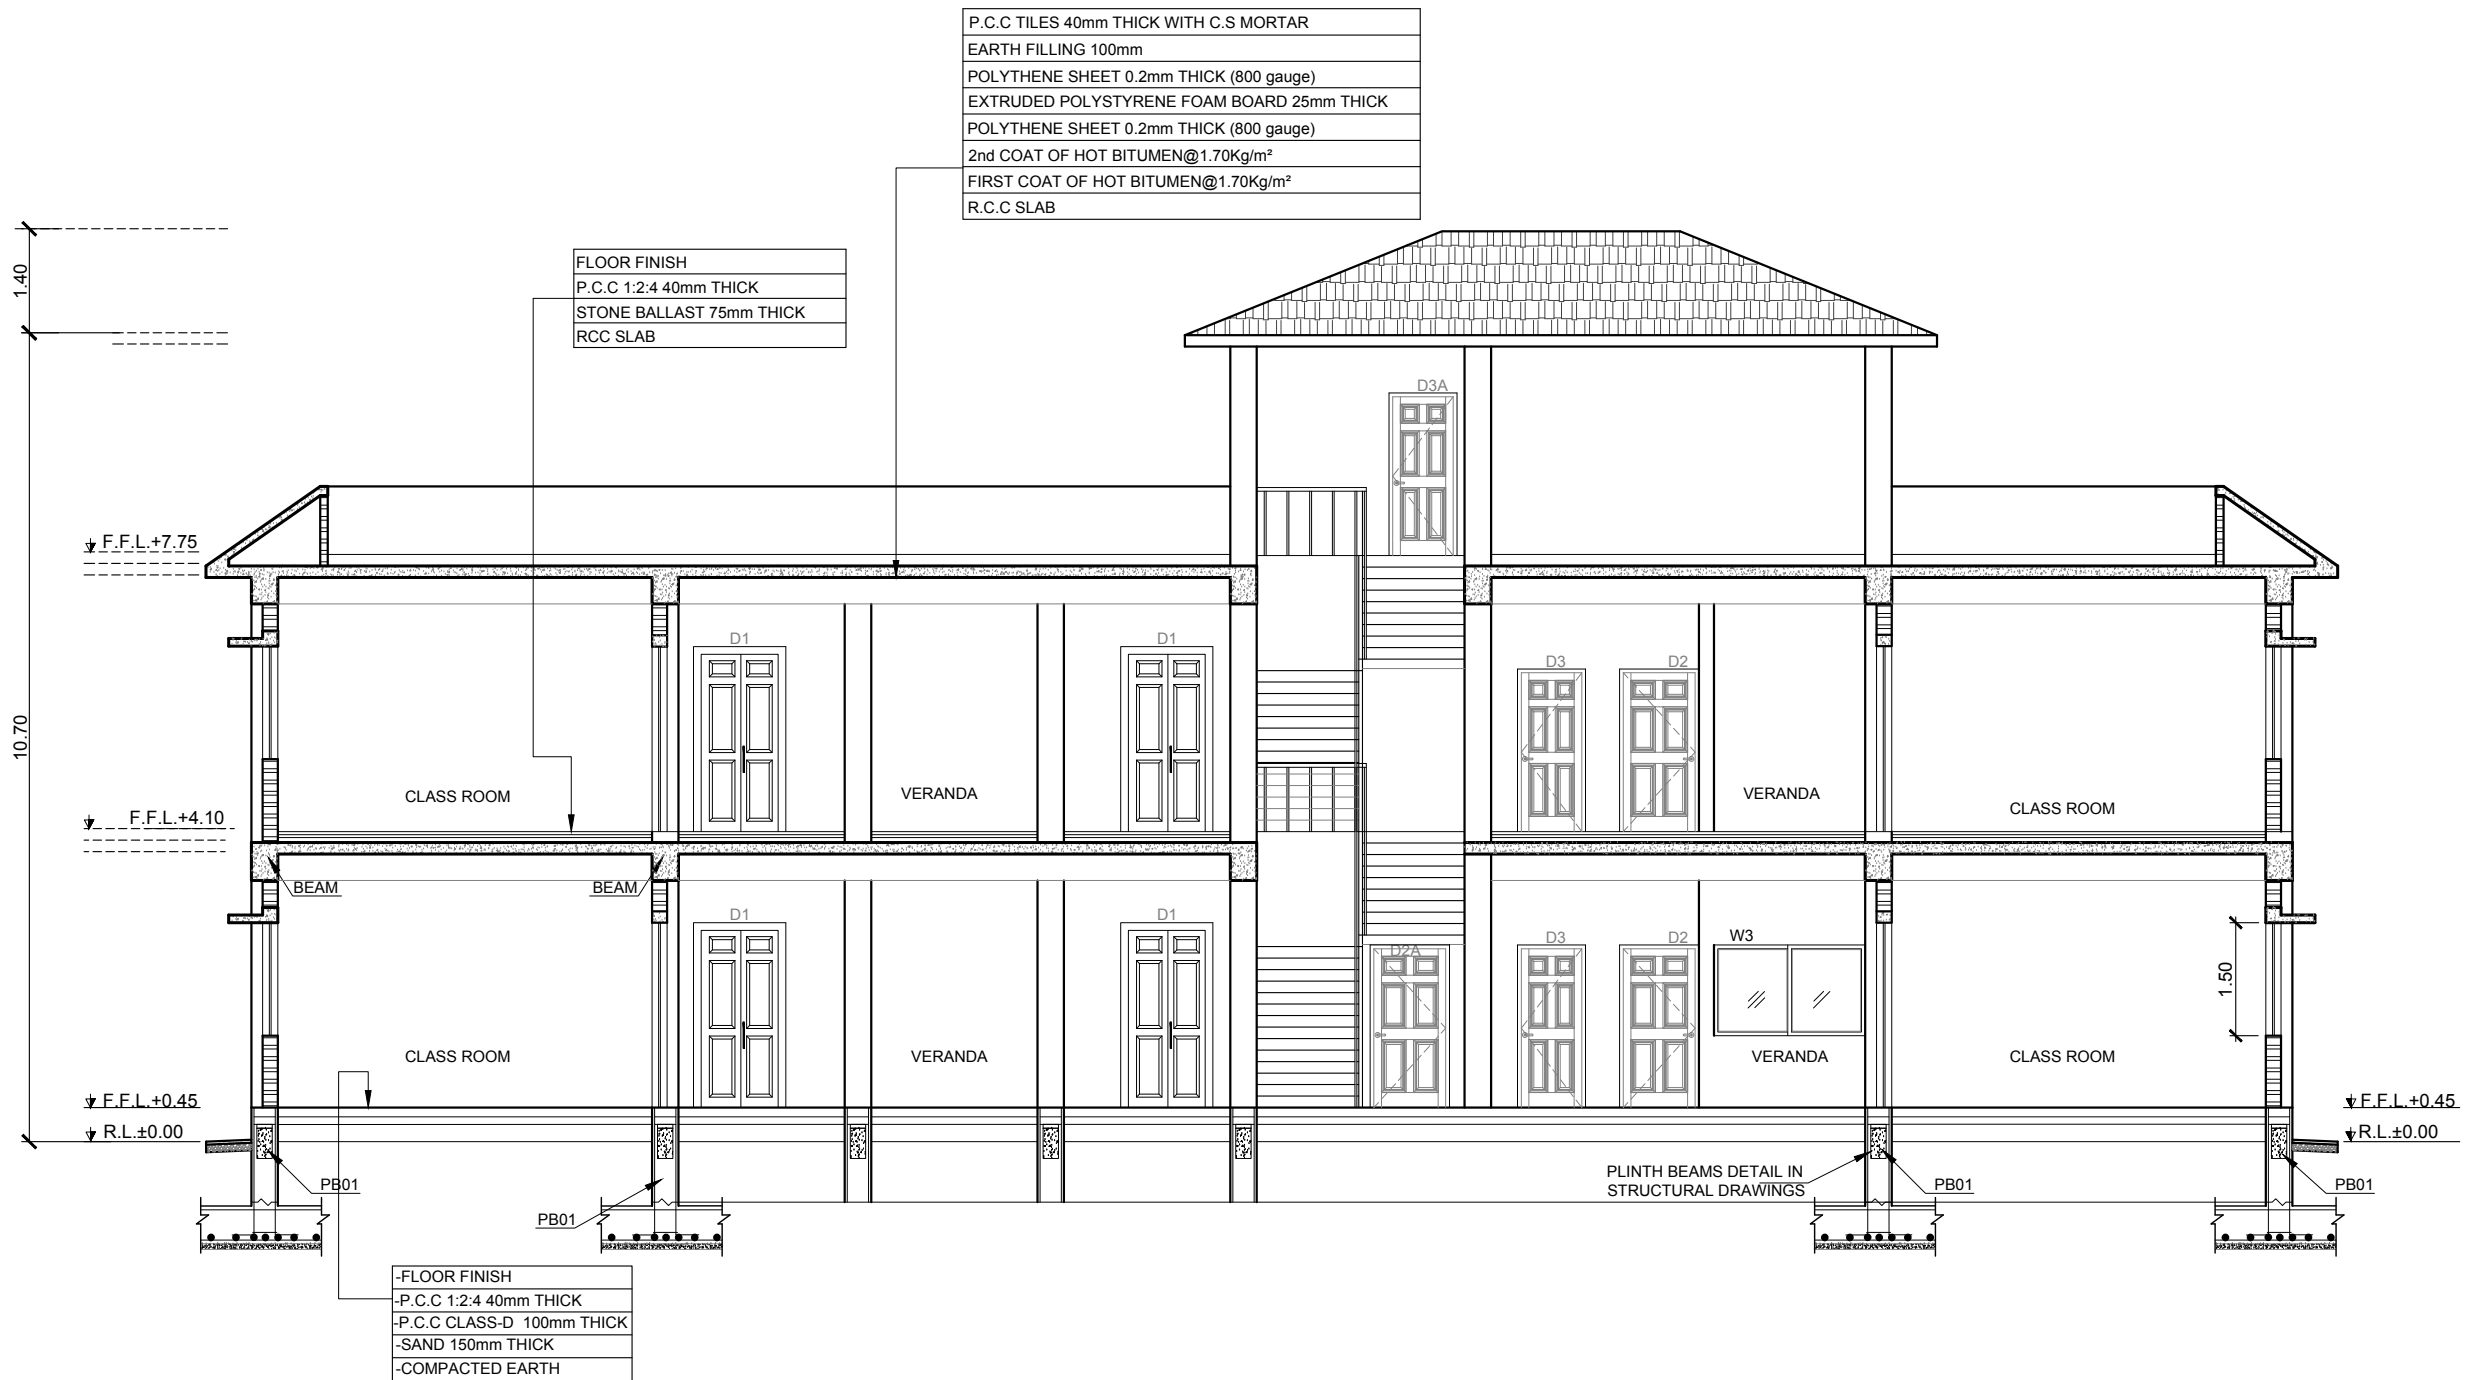 P.C.C TILES 40mm THICK WITH C.S MORTAR
EARTH FILLING 100mm
POLYTHENE SHEET 0.2mm THICK (800 gauge)
EXTRUDED POLYSTYRENE FOAM BOARD 25mm THICK
POLYTHENE SHEET 0.2mm THICK (800 gauge)
2nd COAT OF HOT BITUMEN@1.70Kg/m²
FIRST COAT OF HOT BITUMEN@1.70Kg/m²
R.C.C SLAB
1.40
FLOOR FINISH
P.C.C 1:2:4 40mm THICK
STONE BALLAST 75mm THICK
RCC SLAB
D3A
F.F.L.+7.75
D1
D1
D3
D2
10.70
CLASS ROOM
VERANDA
VERANDA
CLASS ROOM
F.F.L.+4.10
BEAM
BEAM
D1
D1
D2A
D3
D2
W3
1.50
CLASS ROOM
VERANDA
VERANDA
CLASS ROOM
F.F.L.+0.45
F.F.L.+0.45
R.L.±0.00
R.L.±0.00
PB01
PB01
PLINTH BEAMS DETAIL IN
STRUCTURAL DRAWINGS
PB01
PB01
-FLOOR FINISH
-P.C.C 1:2:4 40mm THICK
-P.C.C CLASS-D 100mm THICK
-SAND 150mm THICK
-COMPACTED EARTH